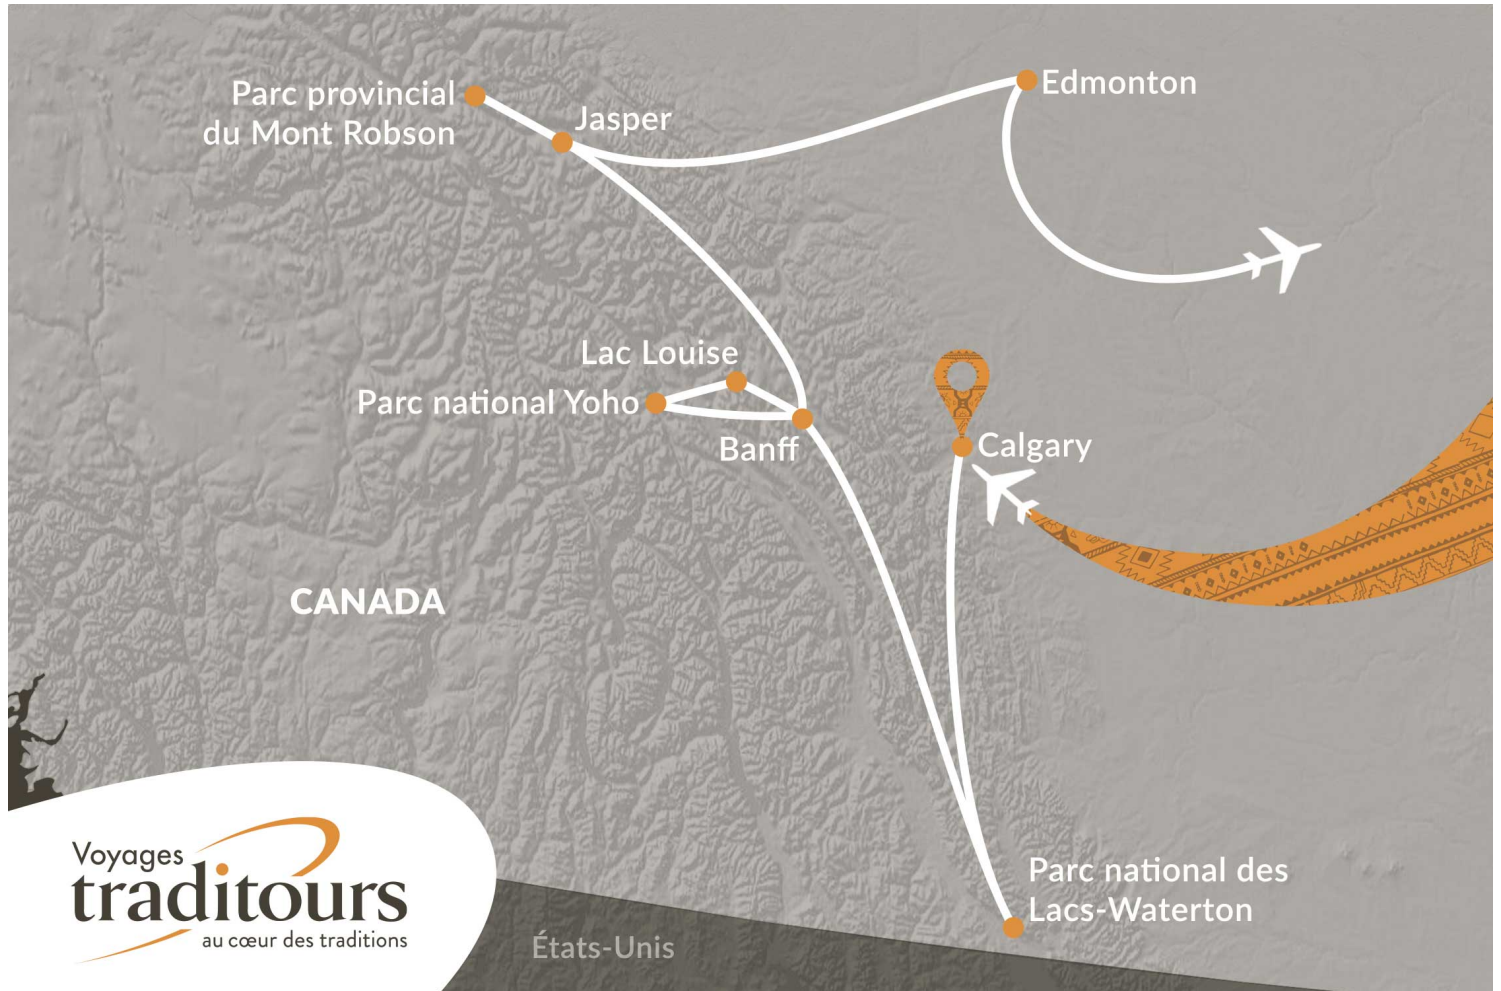 Edmonton
Parc provincial
du Mont Robson
Jasper
Lac Louise
Parc national Yoho
Banff
Calgary
CANADA
Parc national des
Lacs-Waterton
États-Unis
Voyages
traditours
au cœur des traditions